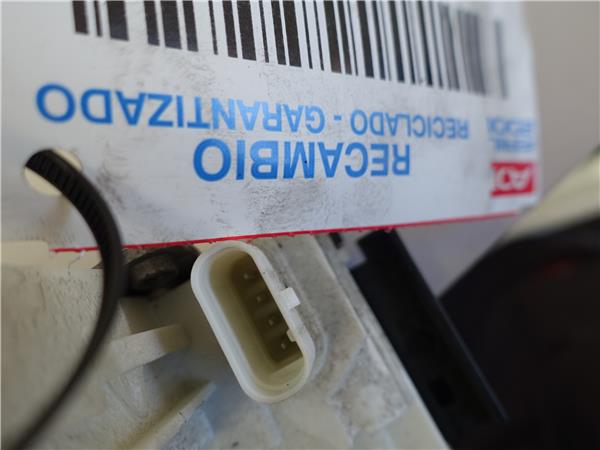 RECAMBIO
RECICLADO - GARANTIZADO